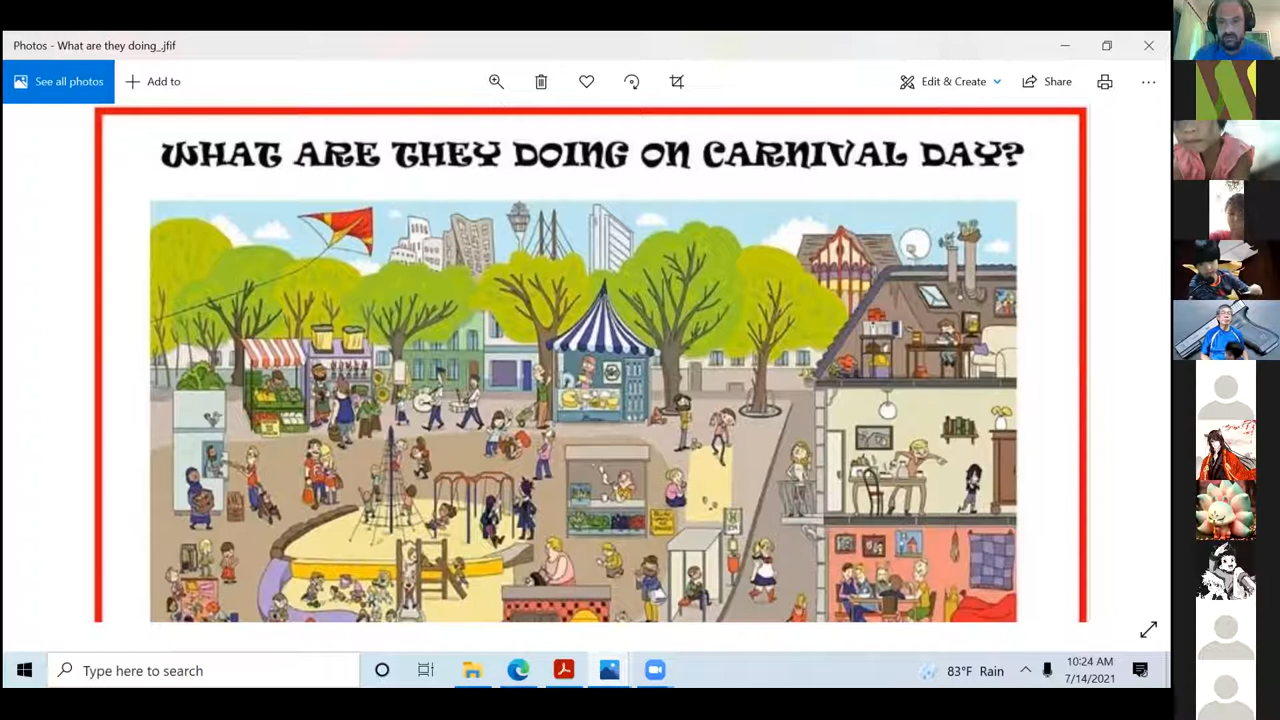 Photos - What are they doing_.jfif
See all photos
Add to
Edit & Create
Share
WHAT ARE THEY DOING ON CARNIVAL DAY?
Type here to search
83°F Rain
10:24 AM
7/14/2021